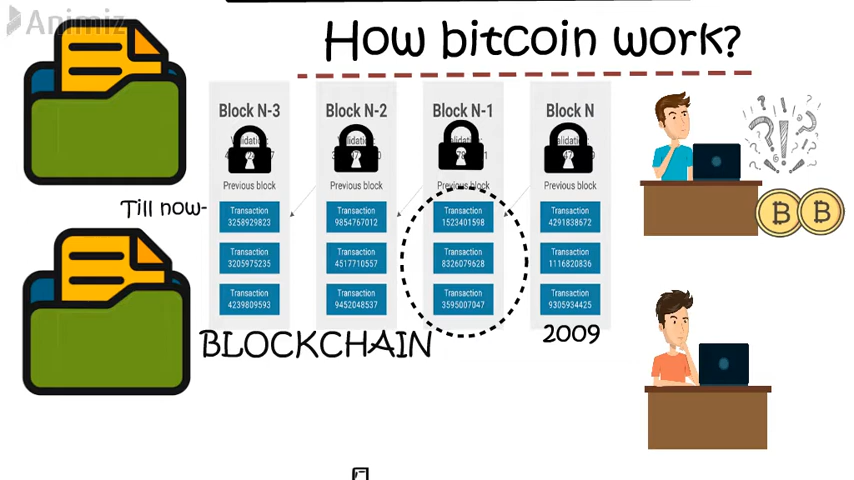 Animiz
How bitcoin work?
Block N-3
Block N-2
Block N-1
Block N
Previous block
Previous block
Previous block
Previous block
Till now-
Transaction
3258929823
Transaction
9854767012
Transaction
1523401598
Transaction
4291838672
Transaction
3205975235
Transaction
4517710557
Transaction
8326079628
Transaction
1116820836
Transaction
4239809593
Transaction
9452048537
Transaction
3595007047
Transaction
9305934425
BLOCKCHAIN
2009